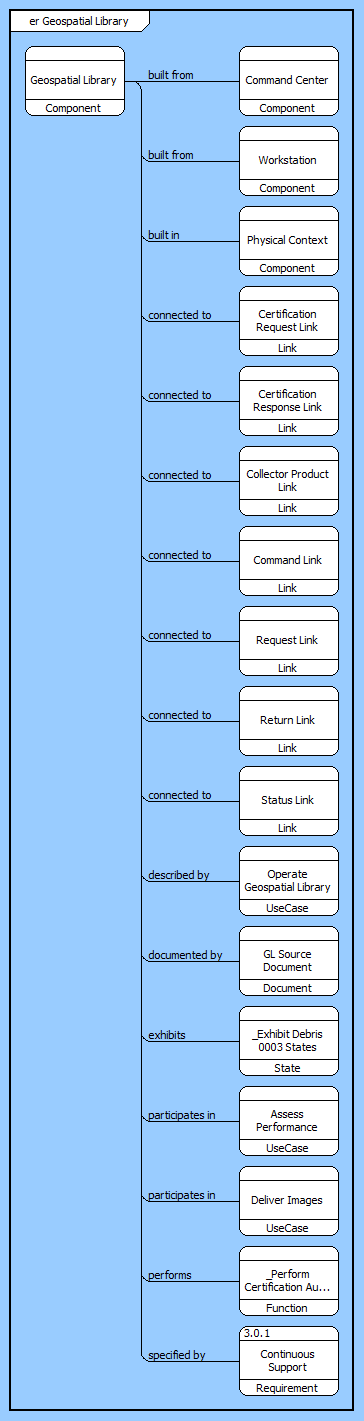 er Geospatial Library
Geospatial Library
Component
built from
Command Center
Component
built from
Workstation
Component
built in
Physical Context
Component
connected to
Certification
Request Link
Link
connected to
Certification
Response Link
Link
connected to
Collector Product
Link
Link
connected to
Command Link
Link
connected to
Request Link
Link
connected to
Return Link
Link
connected to
Status Link
Link
described by
Operate
Geospatial Library
UseCase
documented by
GL Source
Document
Document
exhibits
_Exhibit Debris
0003 States
State
participates in
Assess
Performance
UseCase
participates in
Deliver Images
UseCase
performs
_Perform
Certification Au...
Function
specified by
3.0.1
Continuous
Support
Requirement